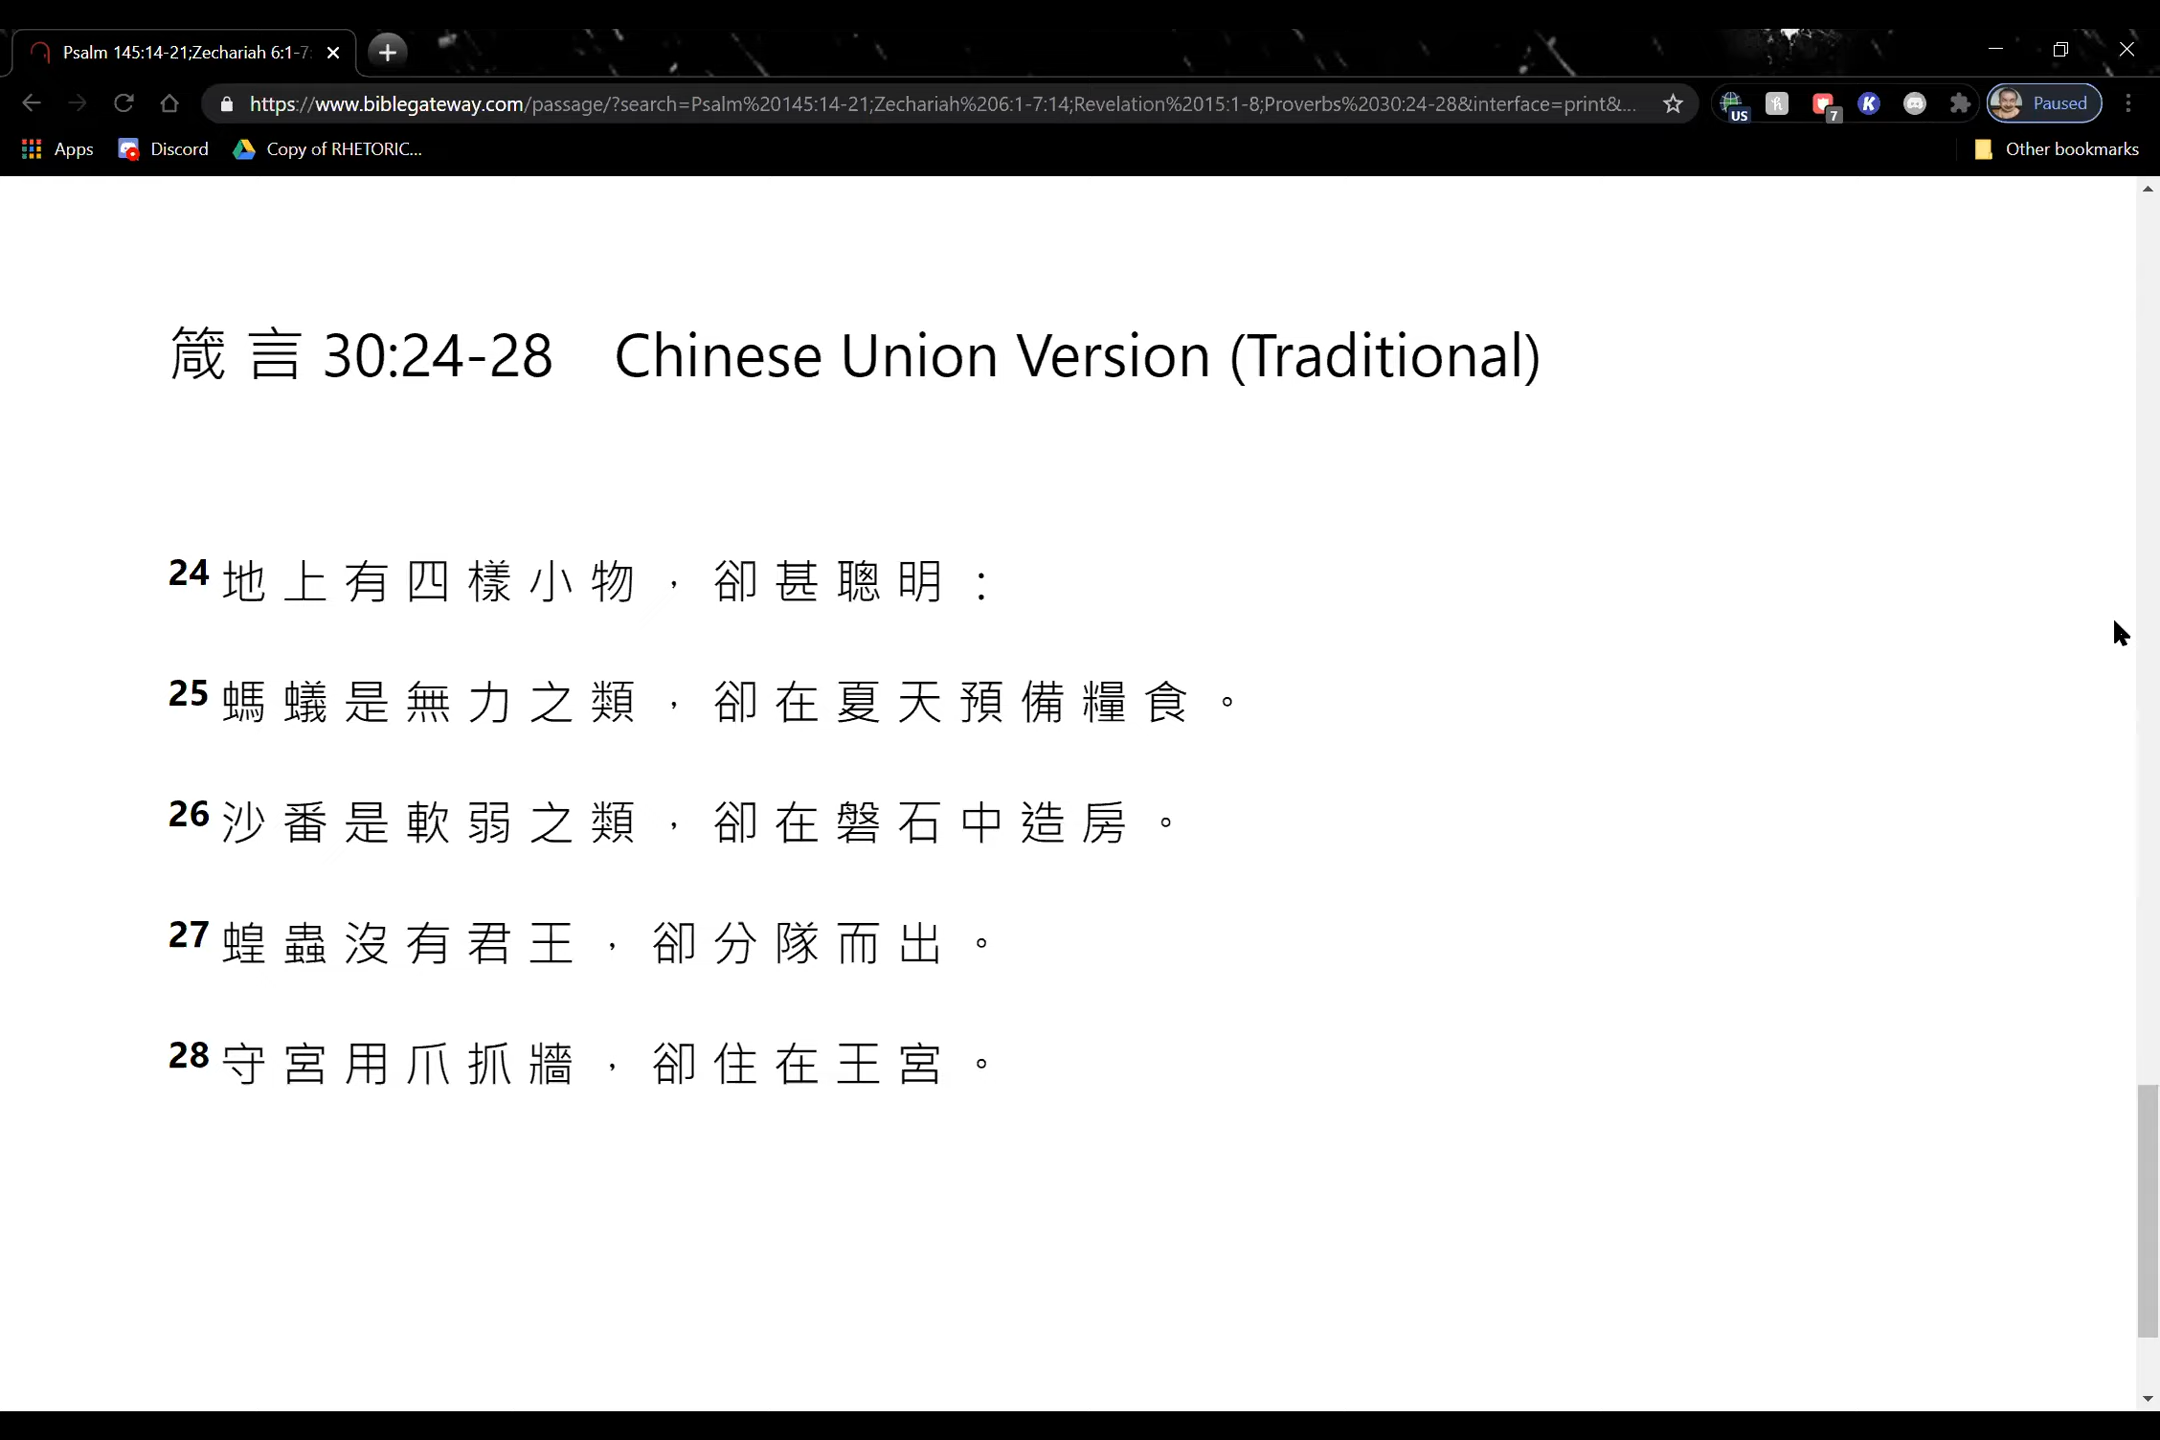 Psalm 145:14-21;Zechariah 6:1-7:
https://www.biblegateway.com/passage/?search=Psalm%20145:14-21;Zechariah%206:1-7:14;Revelation%2015:1-8;Proverbs%2030:24-28&interface=print&...
US
7
K
Paused
Apps
Discord
Copy of RHETORIC...
Other bookmarks
箴 言 30:24-28 Chinese Union Version (Traditional)
24 地 上 有 四 樣 小 物 ， 卻 甚 聰 明 ：
25 螞 蟻 是 無 力 之 類 ， 卻 在 夏 天 預 備 糧 食 。
26 沙 番 是 軟 弱 之 類 ， 卻 在 磐 石 中 造 房 。
27 蝗 蟲 沒 有 君 王 ， 卻 分 隊 而 出 。
28 守 宮 用 爪 抓 牆 ， 卻 住 在 王 宮 。